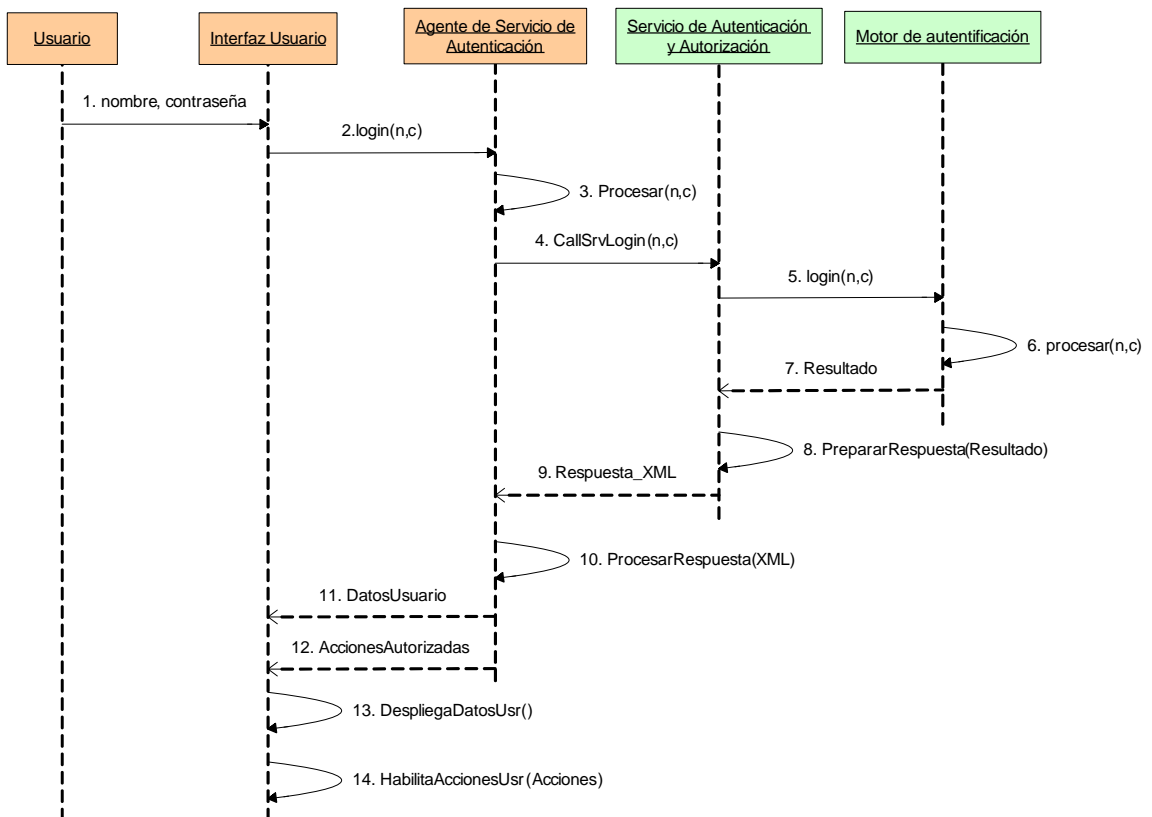 Usuario
Interfaz Usuario
Agente de Servicio de
Autenticación
Servicio de Autenticación
y Autorización
Motor de autentificación
1. nombre, contraseña
2.login(n,c)
3. Procesar(n,c)
4. CallSrvLogin(n,c)
5. login(n,c)
6. procesar(n,c)
7. Resultado
8. PrepararRespuesta(Resultado)
9. Respuesta_XML
10. ProcesarRespuesta(XML)
11. DatosUsuario
12. AccionesAutorizadas
13. DespliegaDatosUsr()
14. HabilitaAccionesUsr(Acciones)